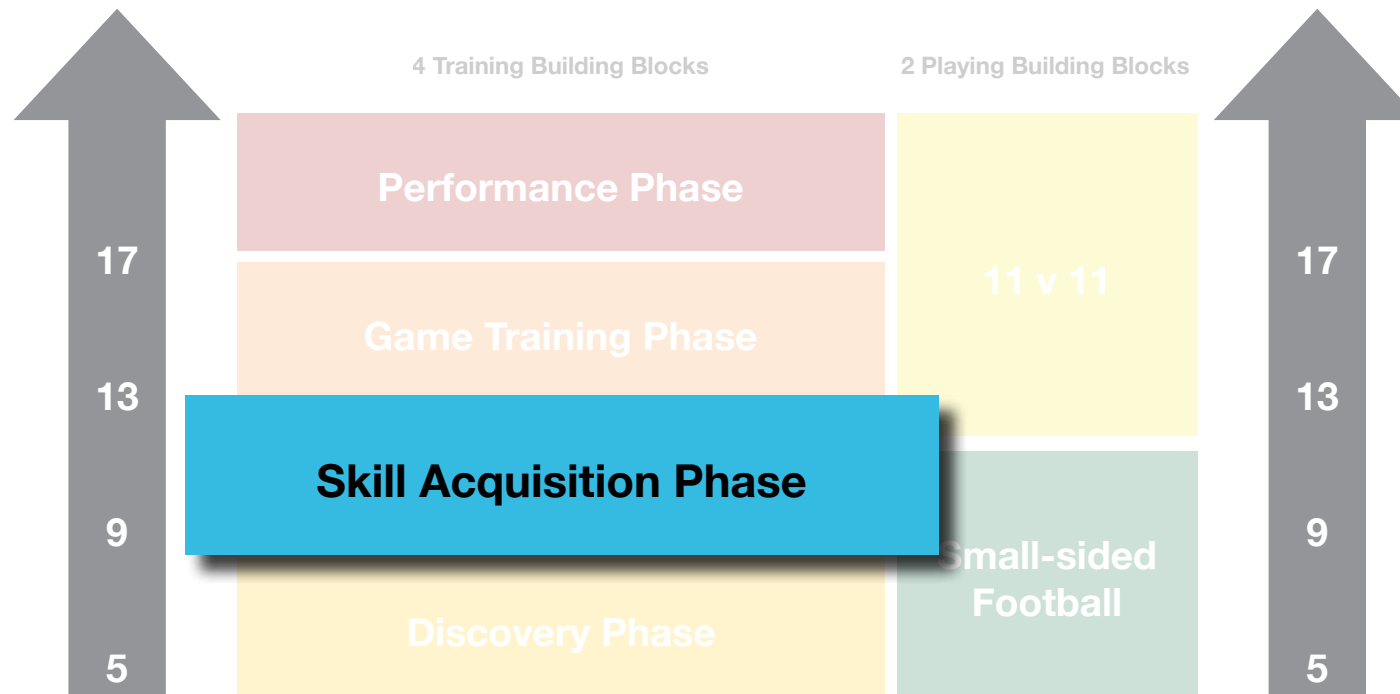 4 Training Building Blocks
2 Playing Building Blocks
Performance Phase
17
11 v 11
17
Game Training Phase
13
13
Skill Acquisition Phase
9
9
Small-sided
Football
Discovery Phase
5
5